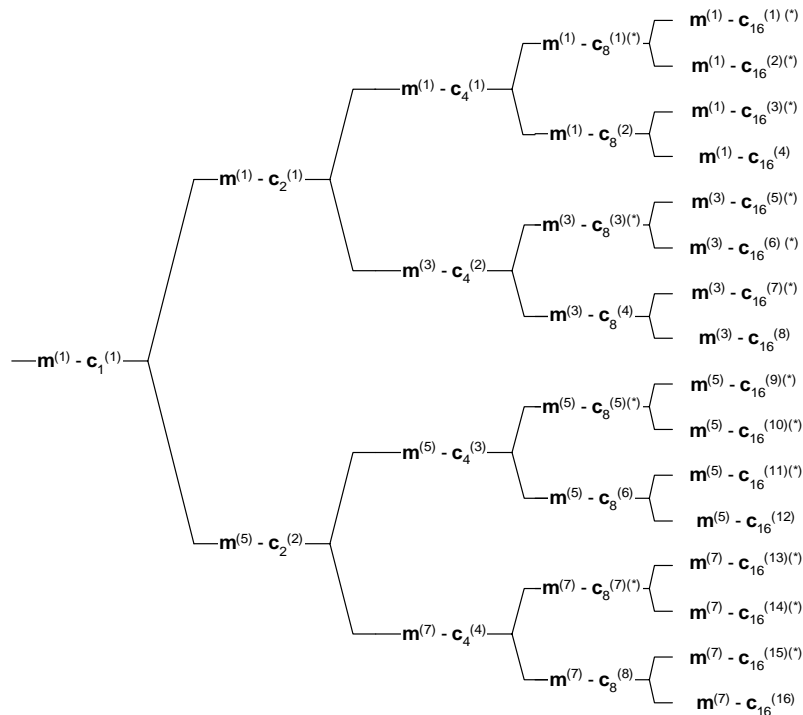 m(1) - c16(1) (*)
m(1) - c8(1)(*)
m(1) - c16(2)(*)
m(1) - c4(1)
m(1) - c16(3)(*)
m(1) - c8(2)
m(1) - c16(4)
m(1) - c2(1)
m(3) - c16(5)(*)
m(3) - c8(3)(*)
m(3) - c16(6) (*)
m(3) - c4(2)
m(3) - c16(7)(*)
m(3) - c8(4)
m(3) - c16(8)
m(1) - c1(1)
m(5) - c16(9)(*)
m(5) - c8(5)(*)
m(5) - c16(10)(*)
m(5) - c4(3)
m(5) - c16(11)(*)
m(5) - c8(6)
m(5) - c16(12)
m(5) - c2(2)
m(7) - c16(13)(*)
m(7) - c8(7)(*)
m(7) - c16(14)(*)
m(7) - c4(4)
m(7) - c16(15)(*)
m(7) - c8(8)
m(7) - c16(16)